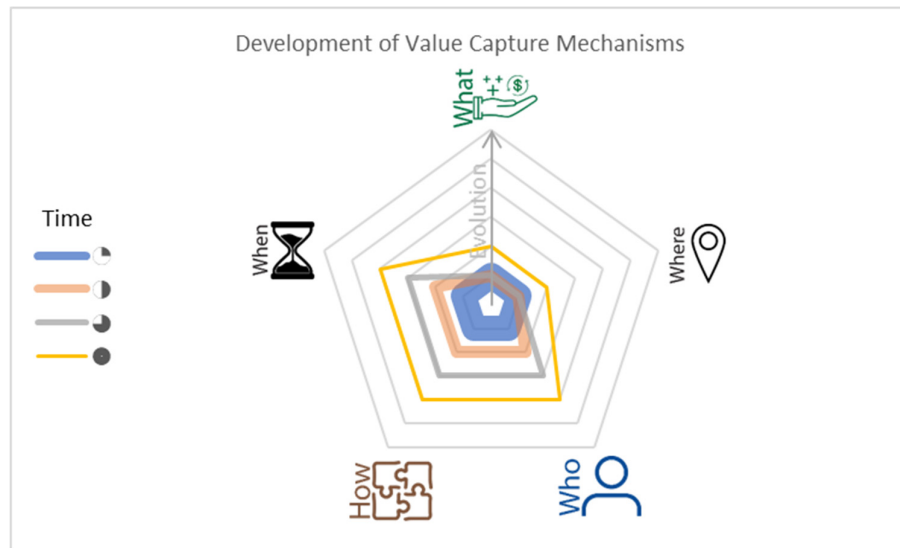 Development of Value Capture Mechanisms
What
++
+
$
Evolution
Time
When
Where
How
Who